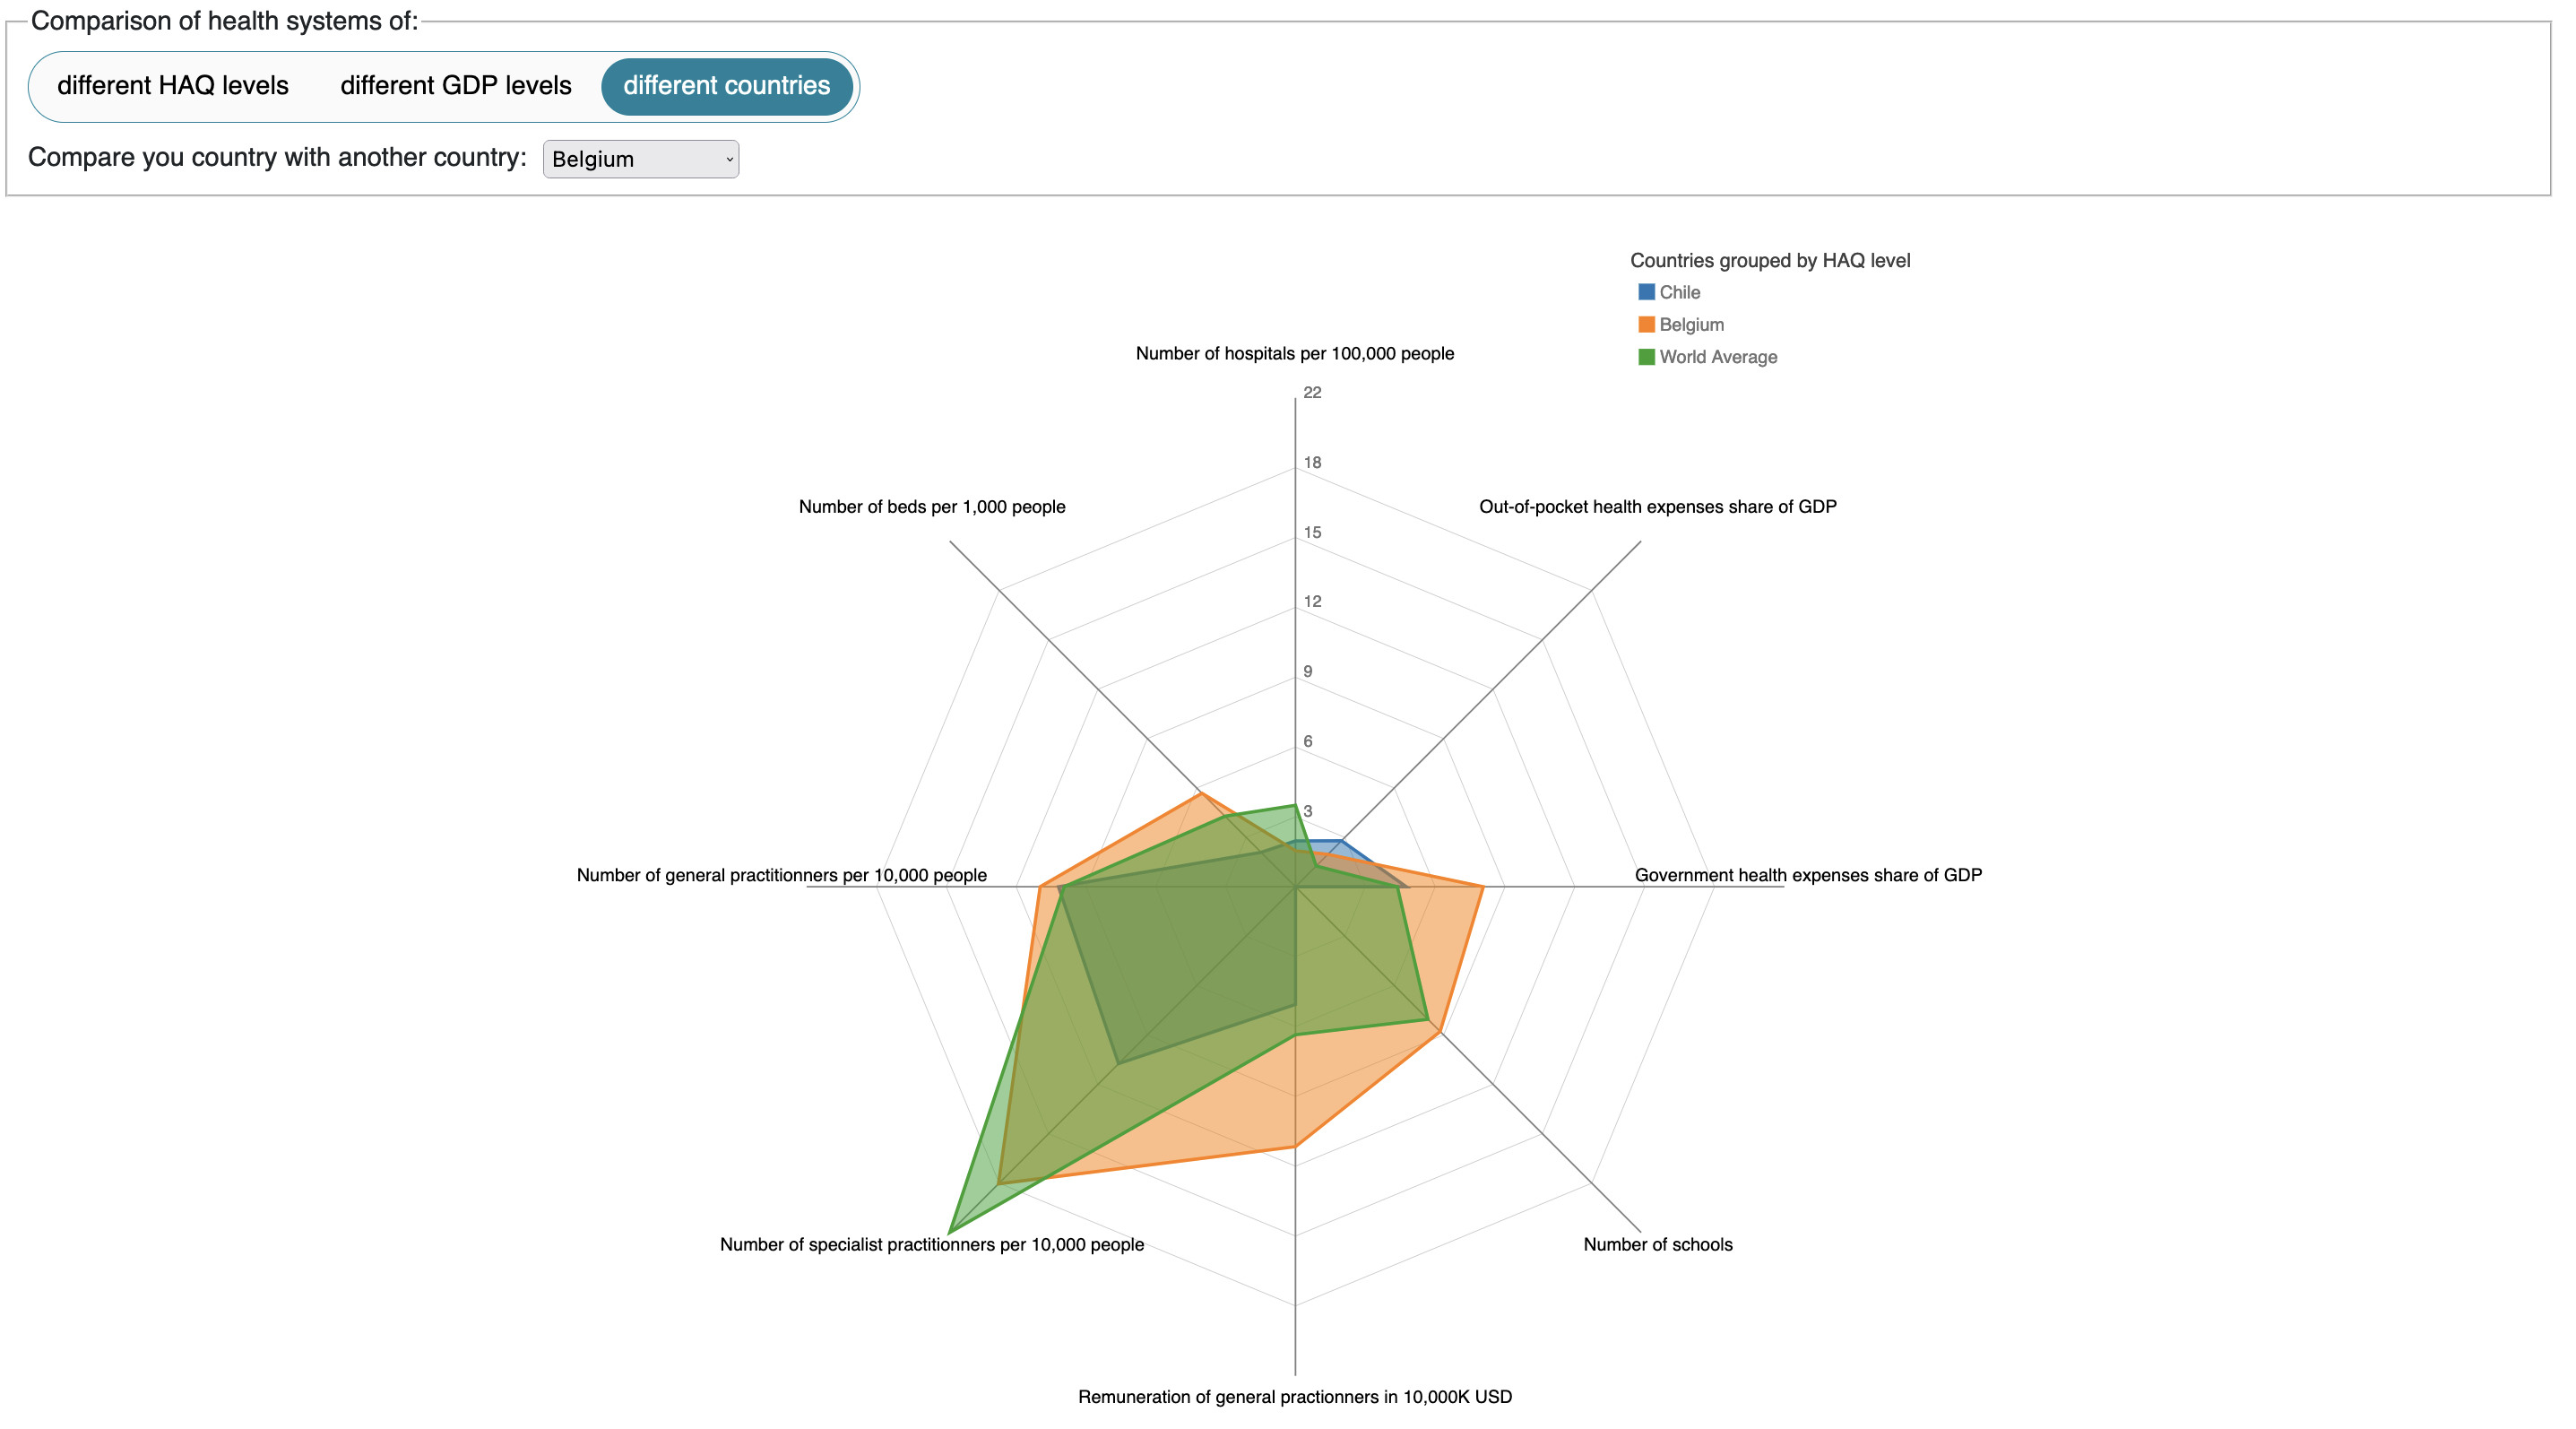 Comparison of health systems of:
different HAQ levels different GDP levels different countries
Compare you country with another country: Belgium
Countries grouped by HAQ level
Chile
Belgium
World Average
Number of hospitals per 100,000 people
22
18
15
12
9
6
3
Number of beds per 1,000 people
Out-of-pocket health expenses share of GDP
Number of general practitionners per 10,000 people
Government health expenses share of GDP
Number of specialist practitionners per 10,000 people
Number of schools
Remuneration of general practionners in 10,000K USD